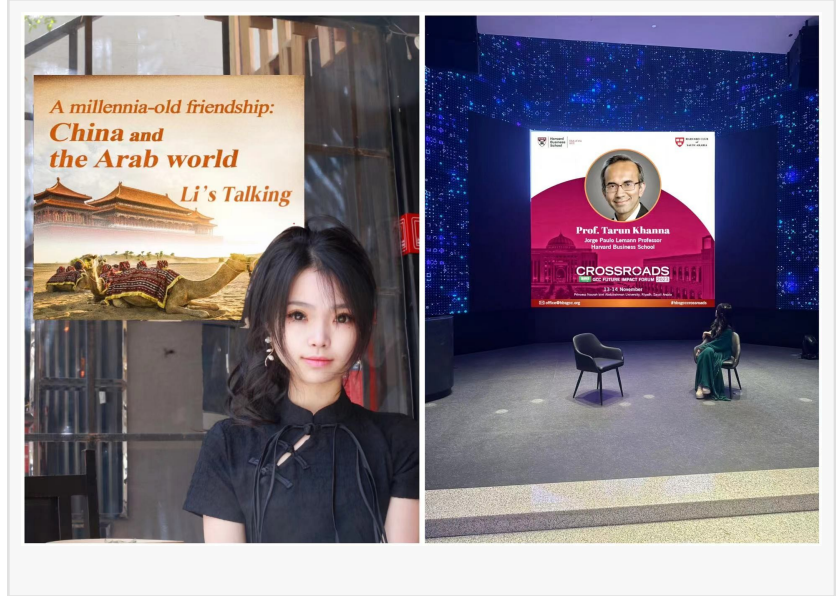 A millennia-old friendship:
China and
the Arab world
Li's Talking
Harvard
Business
School
Prof. Tarun Khanna
Jorge Paulo Lemann Professor
Harvard Business School
CROSSROADS
GCC FUTURE IMPACT FORUM 2023
13-14 November